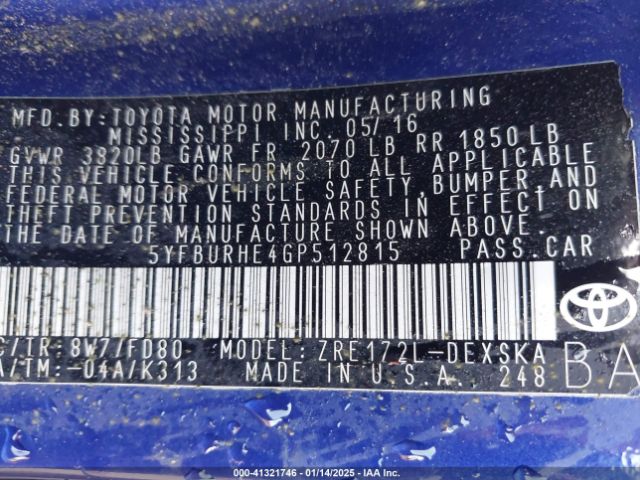 MFD. BY: TOYOTA MOTOR MANUFACTURING
MISSISSIPPI INC. 05/16
GVWR 3820LB GAWR FR 2070 LB RR 1850 LB
THIS VEHICLE CONFORMS TO ALL APPLICABLE
FEDERAL MOTOR VEHICLE SAFETY, BUMPER, AND
THEFT PREVENTION STANDARDS IN EFFECT ON
THE DATE OF MANUFACTURE SHOWN ABOVE.
5YFBURHE4GP512815 PASS. CAR
C/TR: 8W7/FD80 MODEL: ZRE172L-DEXSKA
A/TM: -04A/K313 MADE IN U.S.A. 248
BA
000-41321746 - 01/14/2025 - IAA Inc.